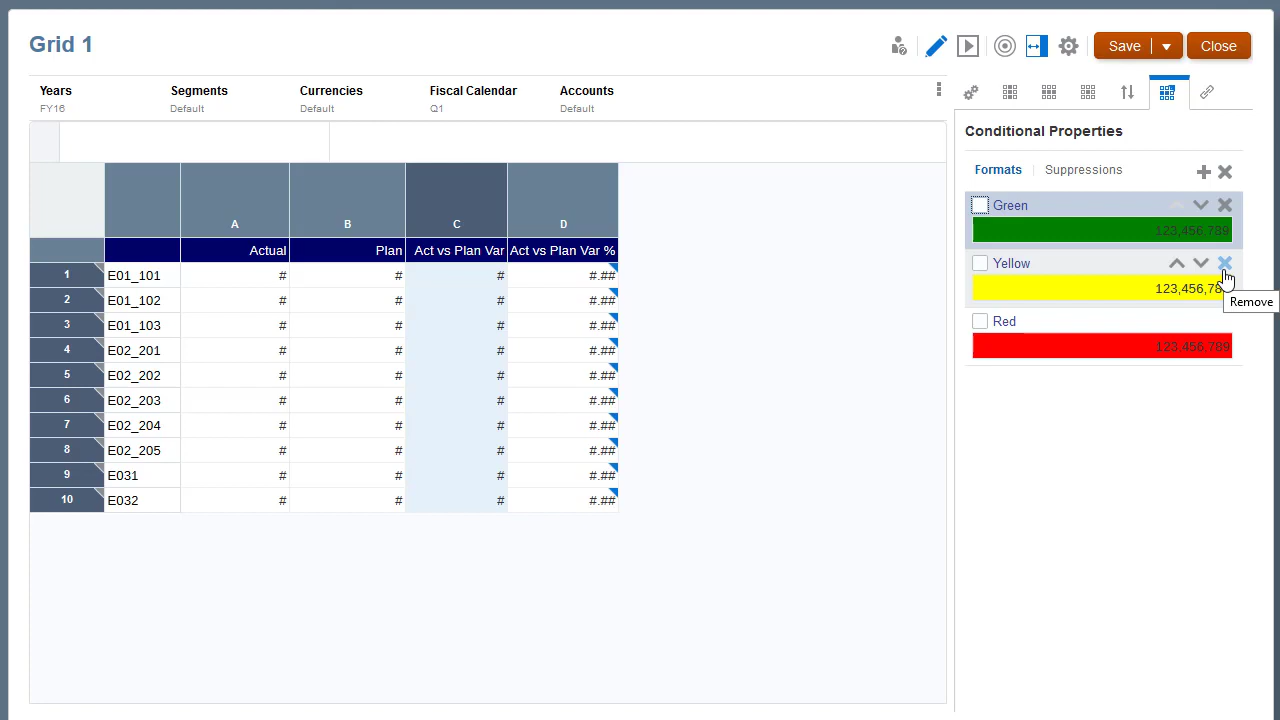 Grid 1
Save
Close
Years Segments Currencies Fiscal Calendar Accounts
FY16 Default Default Q1 Default
Conditional Properties
Formats Suppressions
Green
123,456,789
Yellow
123,456,78
Remove
Red
123,456,789
A B C D
Actual Plan Act vs Plan Var Act vs Plan Var %
1 E01_101 # # # #.##
2 E01_102 # # # #.##
3 E01_103 # # # #.##
4 E02_201 # # # #.##
5 E02_202 # # # #.##
6 E02_203 # # # #.##
7 E02_204 # # # #.##
8 E02_205 # # # #.##
9 E031 # # # #.##
10 E032 # # # #.##